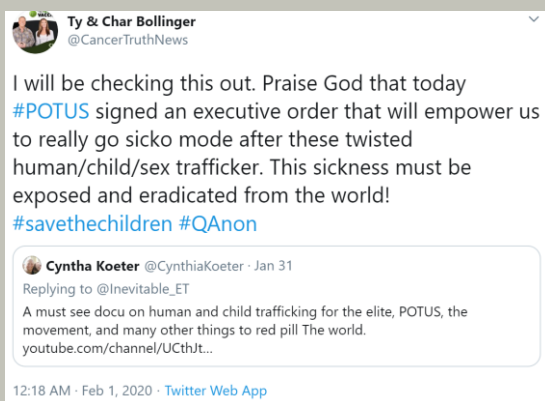 Ty & Char Bollinger
@CancerTruthNews
I will be checking this out. Praise God that today
#POTUS signed an executive order that will empower us
to really go sicko mode after these twisted
human/child/sex trafficker. This sickness must be
exposed and eradicated from the world!
#savethechildren #QAnon
Cyntha Koeter @CynthiaKoeter · Jan 31
Replying to @Inevitable_ET
A must see docu on human and child trafficking for the elite, POTUS, the
movement, and many other things to red pill The world.
youtube.com/channel/UCthJt...
12:18 AM · Feb 1, 2020 · Twitter Web App